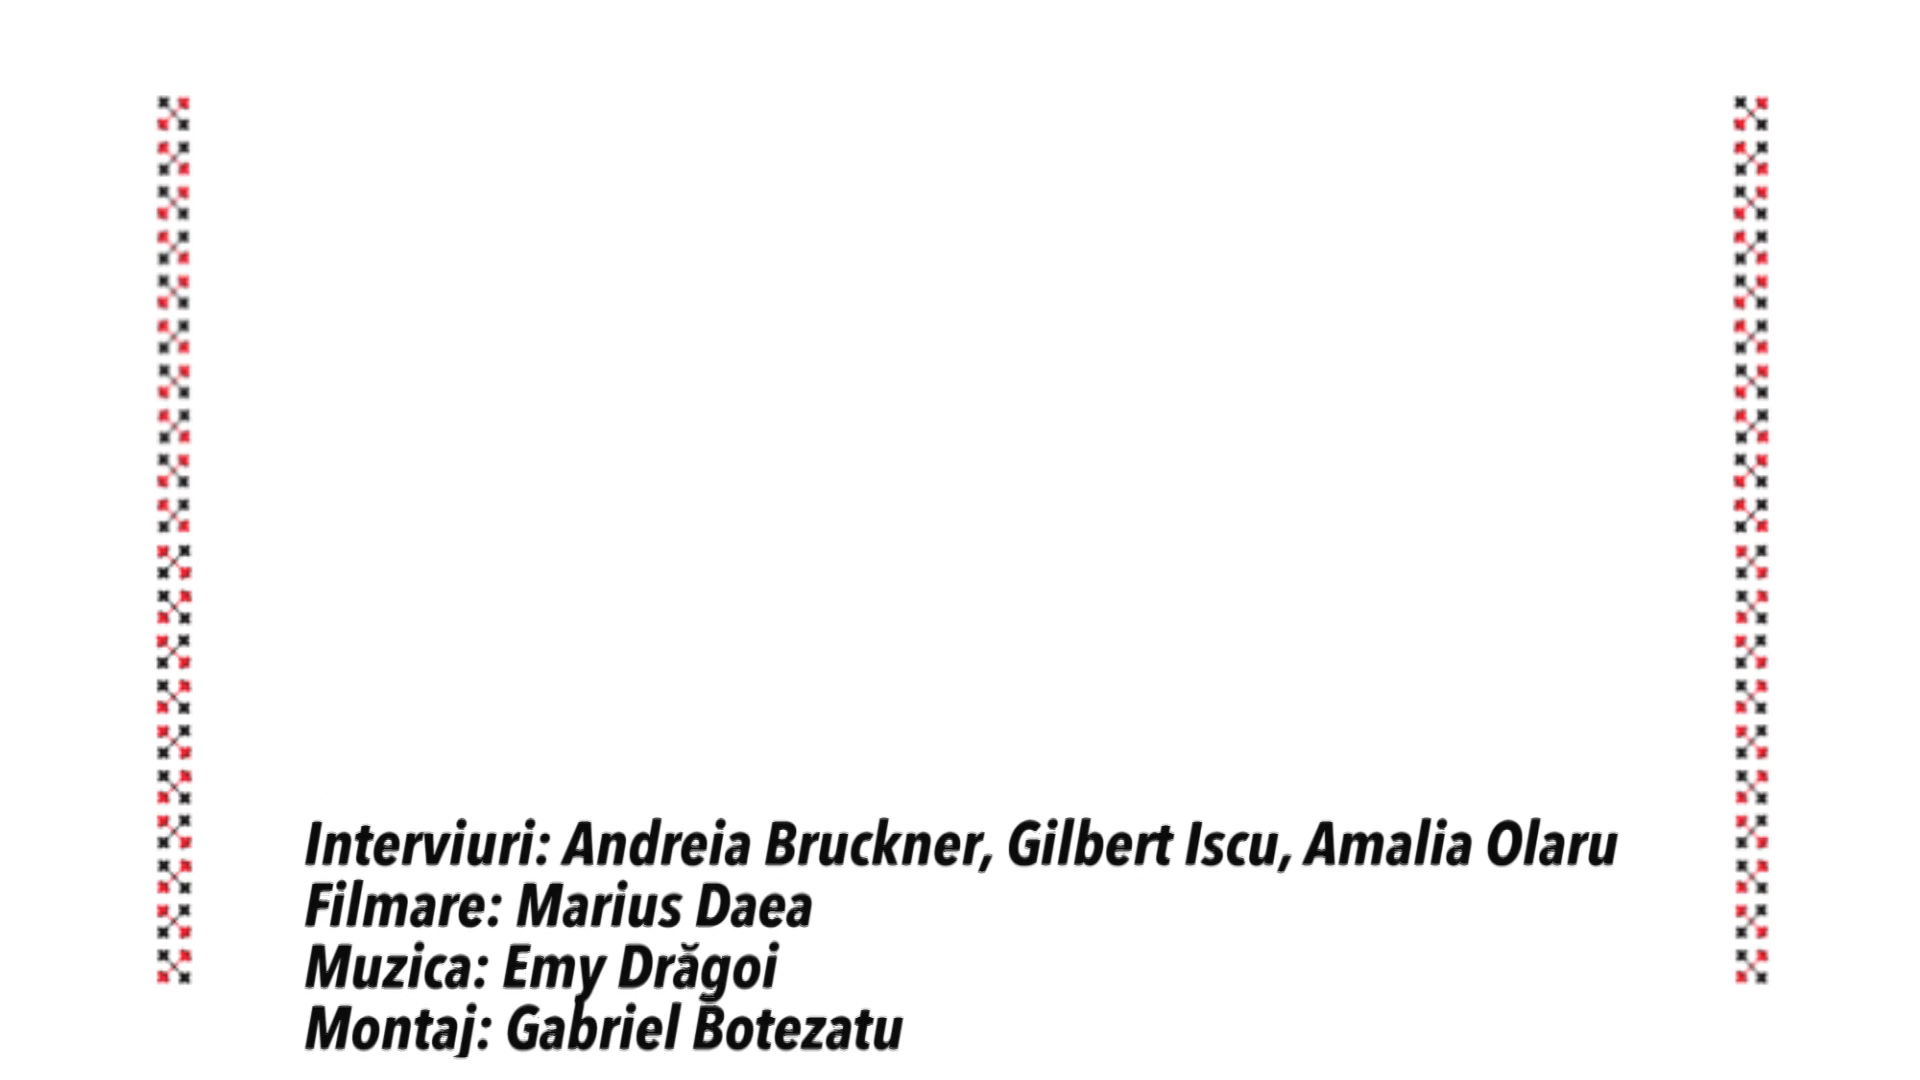 Interviuri: Andreia Bruckner, Gilbert Iscu, Amalia Olaru
Filmare: Marius Daea
Muzica: Emy Drăgoi
Montaj: Gabriel Botezatu